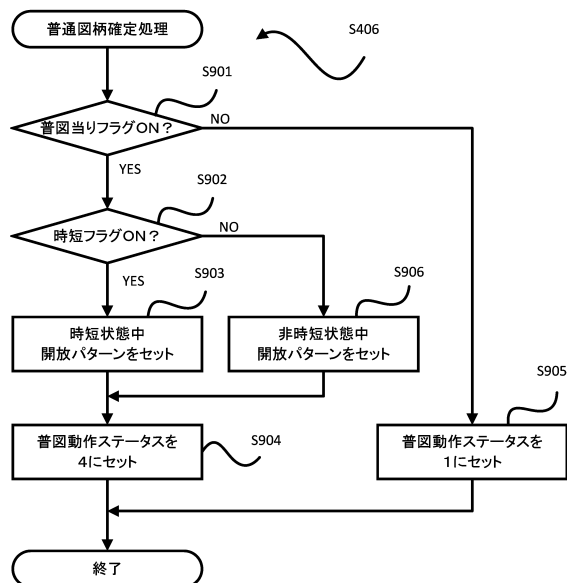 普通図柄確定処理
S406
S901
普図当りフラグON？
NO
YES
S902
時短フラグON？
NO
YES
S903
S906
時短状態中
開放パターンをセット
非時短状態中
開放パターンをセット
S905
普図動作ステータスを
4にセット
S904
普図動作ステータスを
1にセット
終了